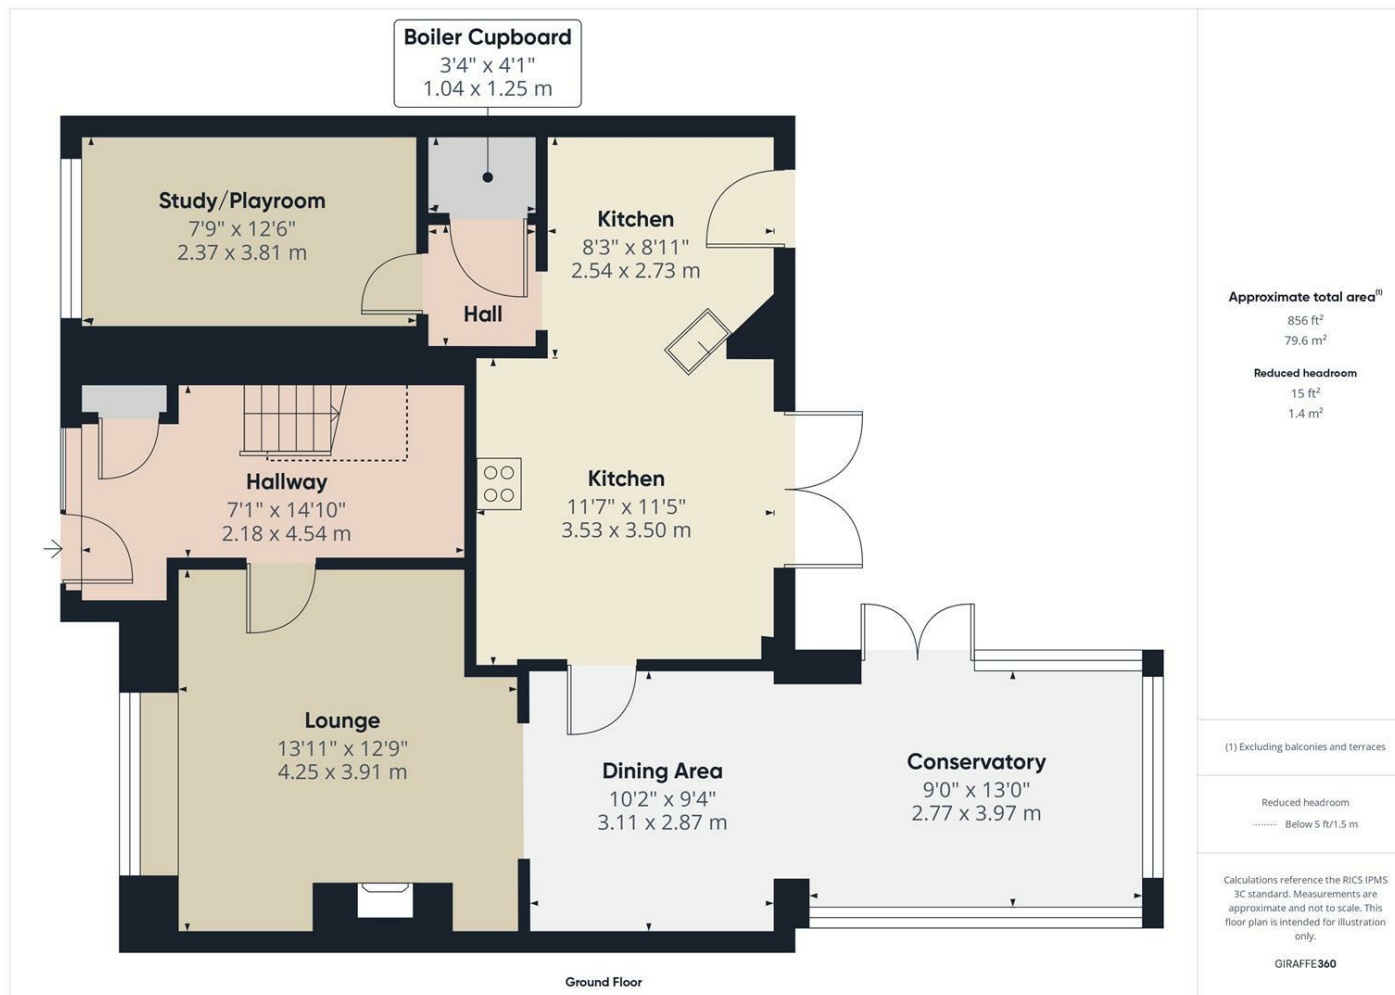 Boiler Cupboard
3'4" x 4'1"
1.04 x 1.25 m
Study/Playroom
7'9" x 12'6"
2.37 x 3.81 m
Kitchen
8'3" x 8'11"
2.54 x 2.73 m
Hall
Hallway
7'1" x 14'10"
2.18 x 4.54 m
Kitchen
11'7" x 11'5"
3.53 x 3.50 m
Lounge
13'11" x 12'9"
4.25 x 3.91 m
Dining Area
10'2" x 9'4"
3.11 x 2.87 m
Conservatory
9'0" x 13'0"
2.77 x 3.97 m
Ground Floor
Approximate total area⁽¹⁾
856 ft²
79.6 m²
Reduced headroom
15 ft²
1.4 m²
(1) Excluding balconies and terraces
Reduced headroom
Below 5 ft/1.5 m
Calculations reference the RICS IPMS
3C standard. Measurements are
approximate and not to scale. This
floor plan is intended for illustration
only.
GIRAFFE360